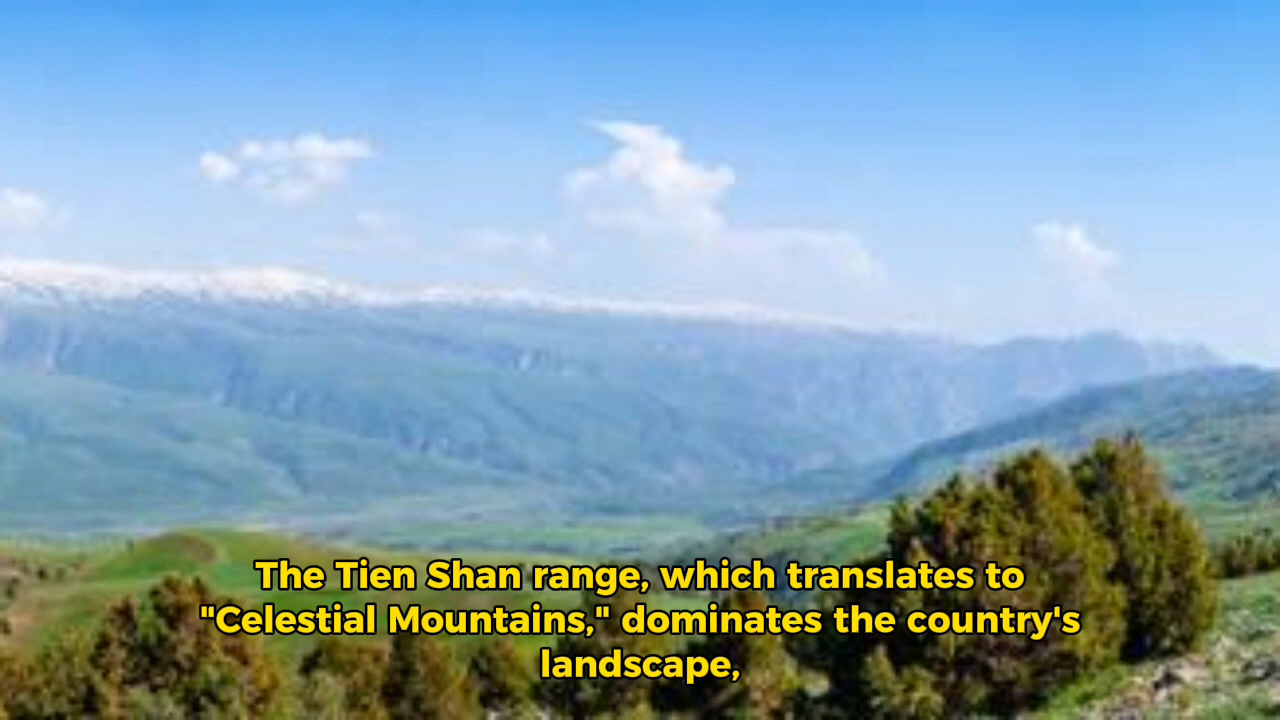 The Tien Shan range, which translates to
"Celestial Mountains," dominates the country's
landscape,